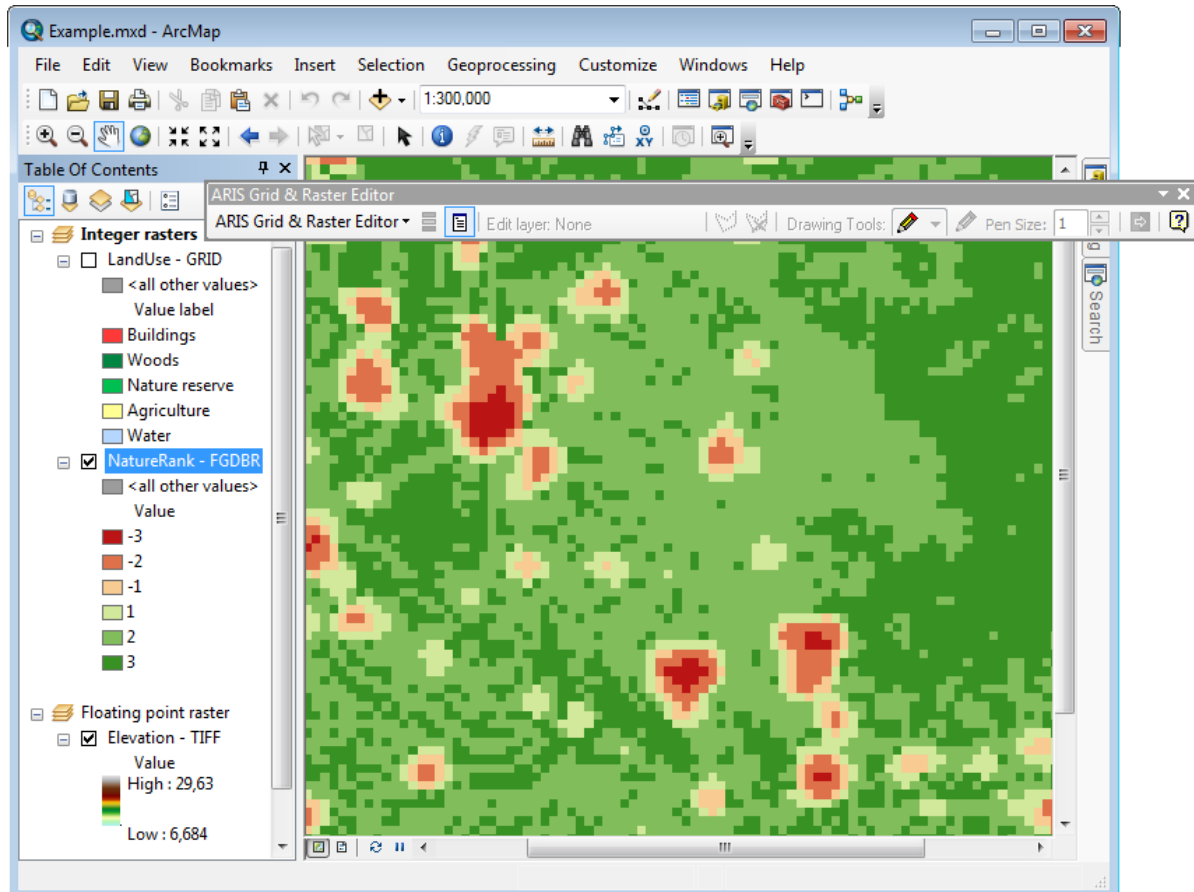 Example.mxd - ArcMap
File Edit View Bookmarks Insert Selection Geoprocessing Customize Windows Help
1:300,000
XY
Table Of Contents
ARIS Grid & Raster Editor
ARIS Grid & Raster Editor
Edit layer: None
Drawing Tools:
Pen Size: 1
Integer rasters
LandUse - GRID
<all other values>
Value label
Buildings
Woods
Nature reserve
Agriculture
Water
NatureRank - FGDBR
<all other values>
Value
-3
-2
-1
1
2
3
Floating point raster
Elevation - TIFF
Value
High : 29,63
Low : 6,684
Search